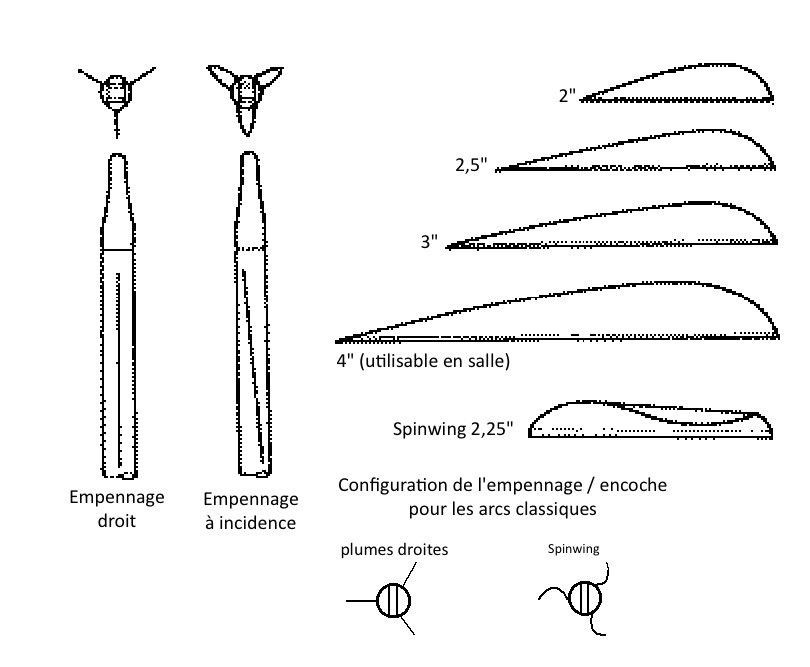 2"
2,5"
3"
4" (utilisable en salle)
Spinwing 2,25"
Empennage
droit
Empennage
à incidence
Configuration de l'empennage / encoche
pour les arcs classiques
plumes droites
Spinwing